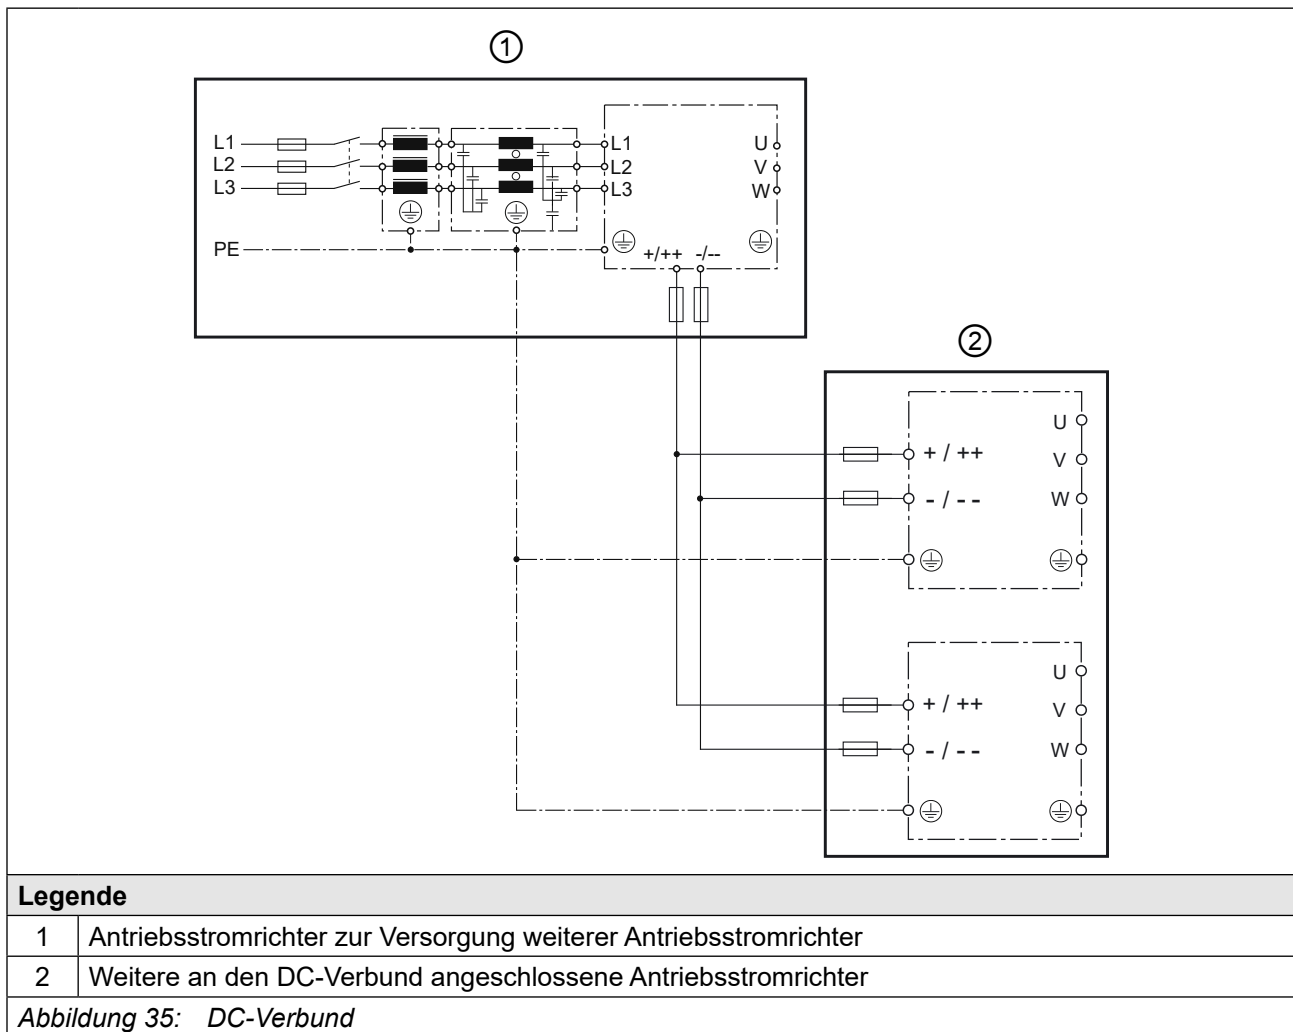 1
L1
L2
L3
PE
L1
L2
L3
U
V
W
+/++ -/--
2
U
+ / ++
V
- / - -
W
U
+ / ++
V
- / - -
W
Legende
1 Antriebsstromrichter zur Versorgung weiterer Antriebsstromrichter
2 Weitere an den DC-Verbund angeschlossene Antriebsstromrichter
Abbildung 35: DC-Verbund